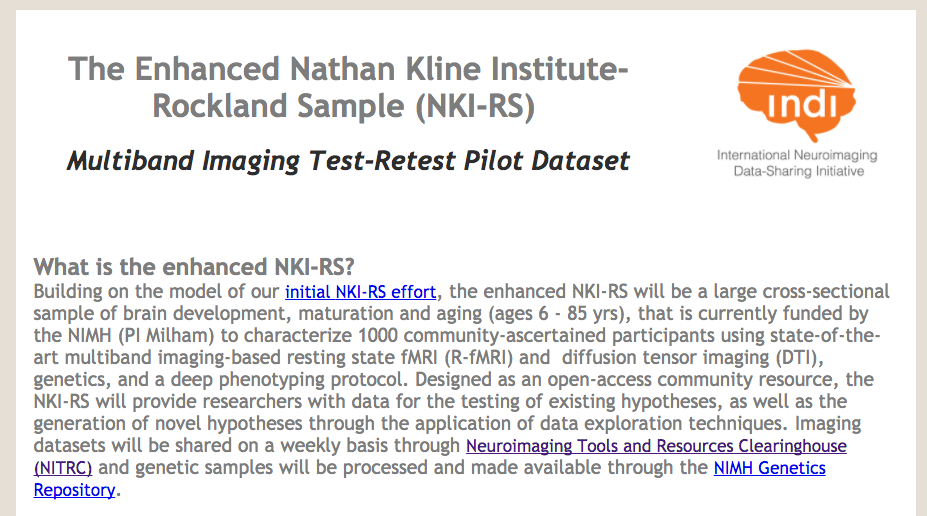 The Enhanced Nathan Kline Institute-
Rockland Sample (NKI-RS)
Multiband Imaging Test-Retest Pilot Dataset
indi
International Neuroimaging
Data-Sharing Initiative
What is the enhanced NKI-RS?
Building on the model of our initial NKI-RS effort, the enhanced NKI-RS will be a large cross-sectional
sample of brain development, maturation and aging (ages 6 - 85 yrs), that is currently funded by
the NIMH (PI Milham) to characterize 1000 community-ascertained participants using state-of-the-
art multiband imaging-based resting state fMRI (R-fMRI) and  diffusion tensor imaging (DTI),
genetics, and a deep phenotyping protocol. Designed as an open-access community resource, the
NKI-RS will provide researchers with data for the testing of existing hypotheses, as well as the
generation of novel hypotheses through the application of data exploration techniques. Imaging
datasets will be shared on a weekly basis through Neuroimaging Tools and Resources Clearinghouse
(NITRC) and genetic samples will be processed and made available through the NIMH Genetics
Repository.